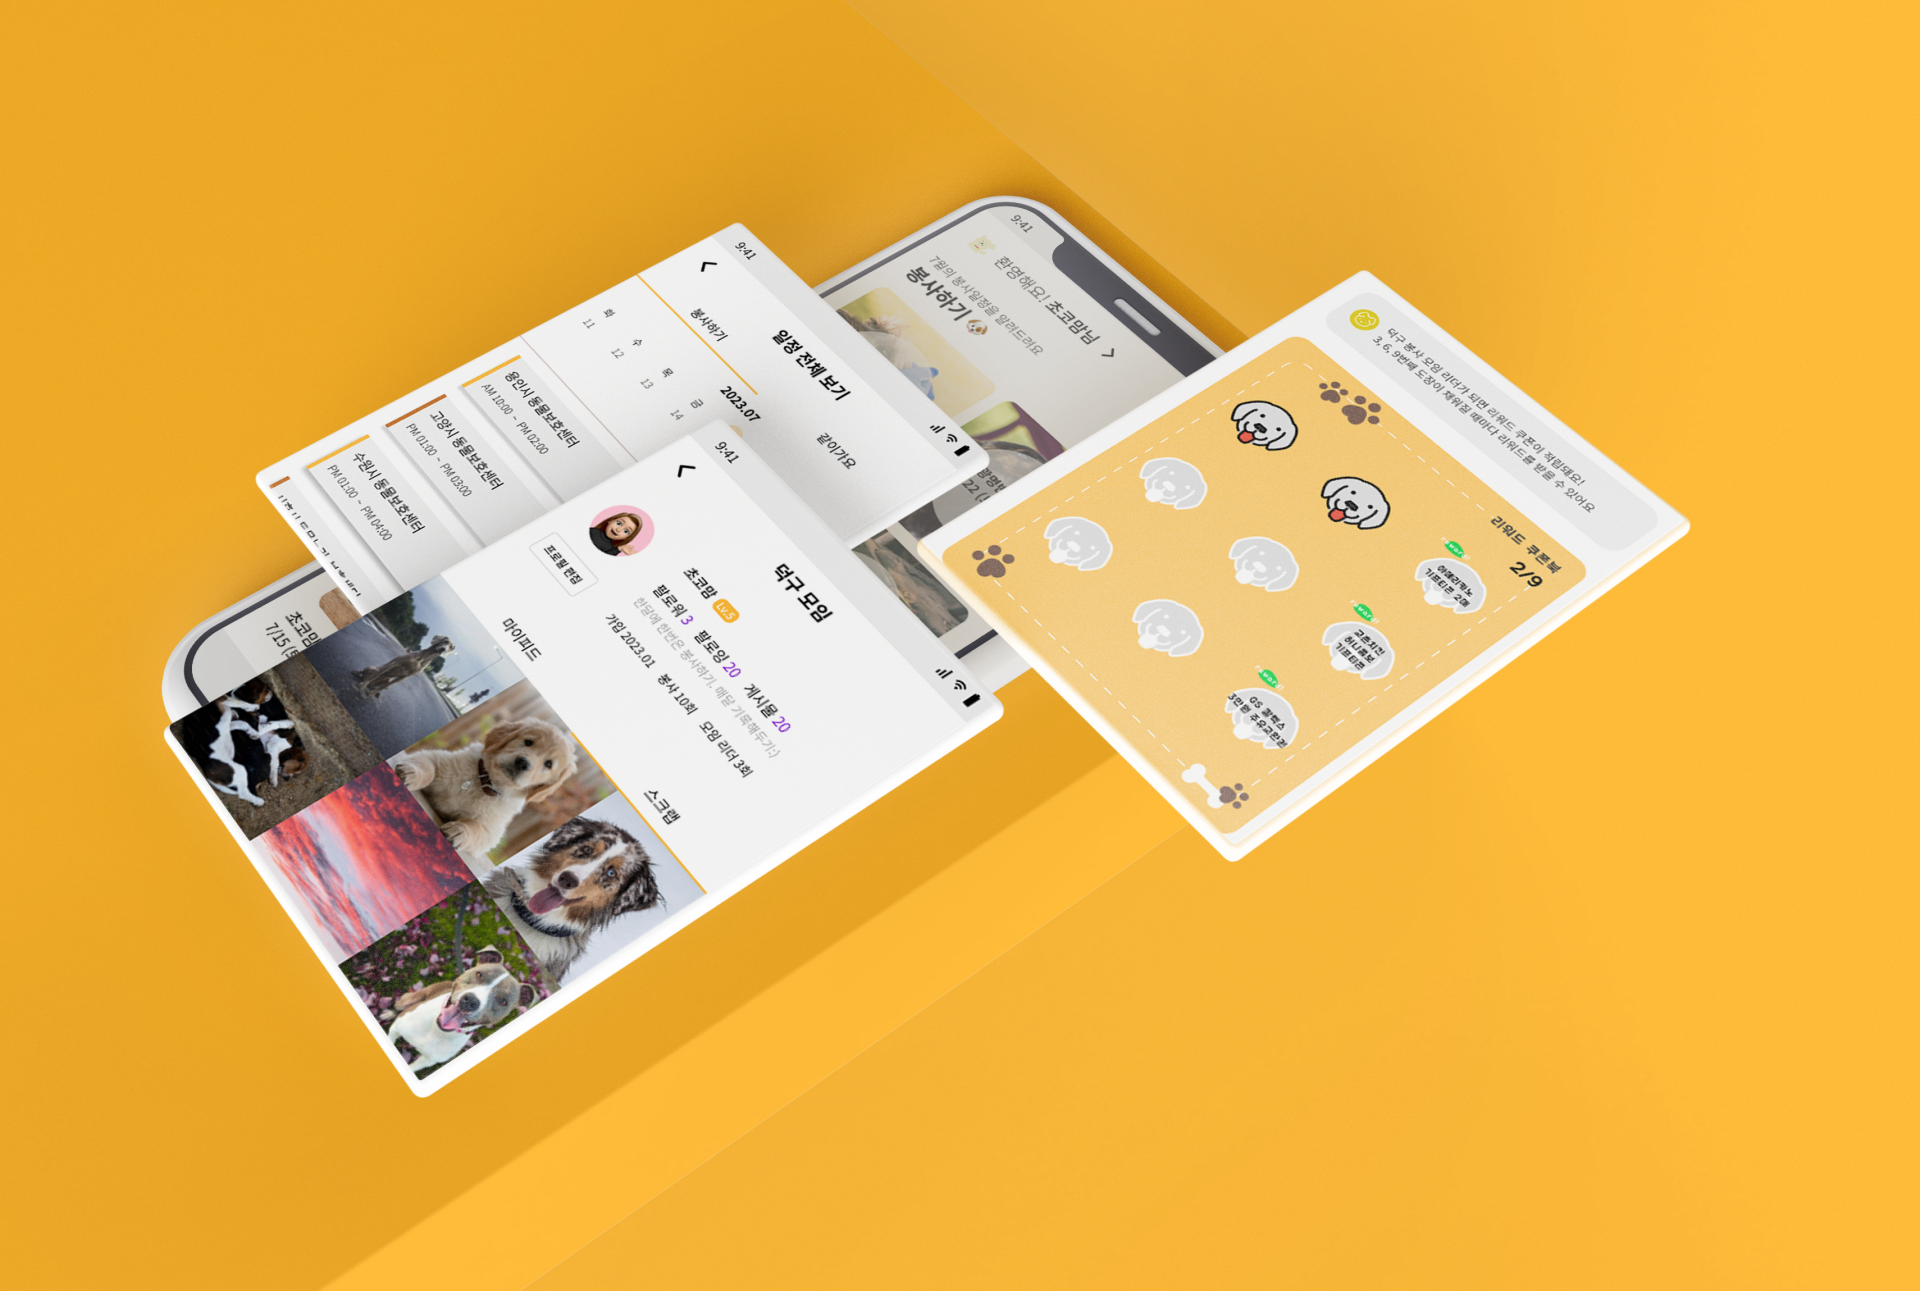 9:41
환영해요! 초코맘님
7월의 봉사일정을 알려드려요
봉사하기
9:41
일정 전체 보기
봉사하기
같이가요
2023.07
화 수 목 금
11 12 13 14
용인시 동물보호센터
AM 10:00 ~ PM 02:00
고양시 동물보호센터
PM 01:00 ~ PM 03:00
수원시 동물보호센터
PM 01:00 ~ PM 04:00
초코맘
7/15
9:41
덕구 모임
초코맘 Lv.5
팔로워 3 팔로잉 20 게시물 20
한달에 한번은 봉사하기, 매달 기록해두기:)
가입 2023.01 봉사 10회 모임 리더 3회
프로필 편집
마이피드
스크랩
덕구 봉사 모임 리더가 되면 리워드 쿠폰이 적립돼요!
3, 6, 9번째 도장이 채워질 때마다 리워드를 받을 수 있어요
리워드 쿠폰북
2/9
아메리카노
기프티콘 2매
교촌치킨
허니콤보
기프티콘
GS 칼텍스
3만원 주유교환권